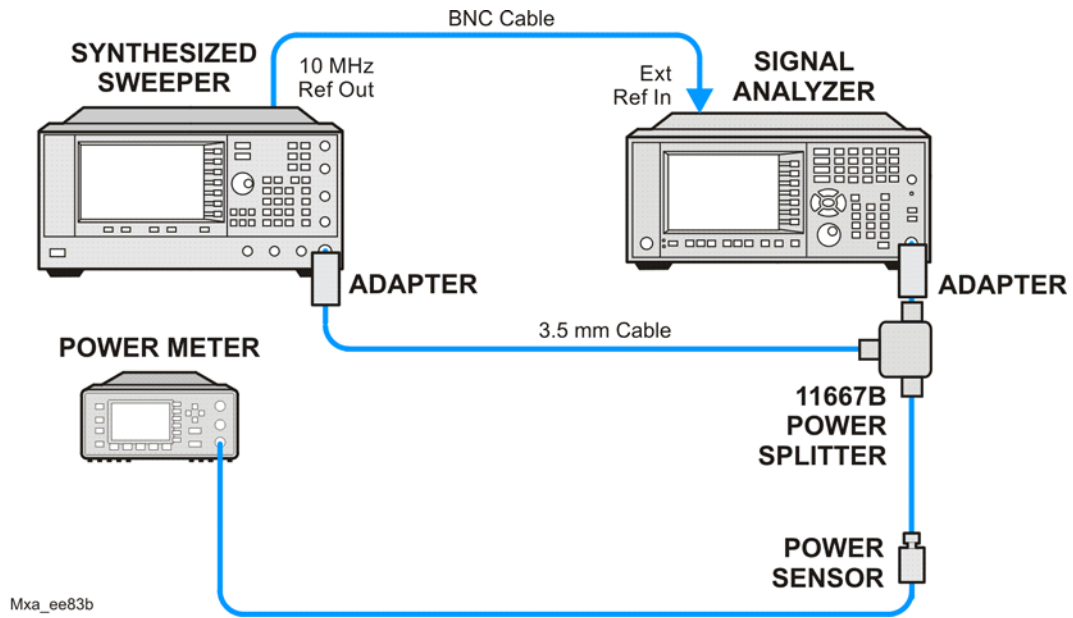 BNC Cable
SYNTHESIZED
SWEEPER
10 MHz
Ref Out
Ext
Ref In
SIGNAL
ANALYZER
ADAPTER
ADAPTER
3.5 mm Cable
POWER METER
11667B
POWER
SPLITTER
POWER
SENSOR
Mxa_ee83b